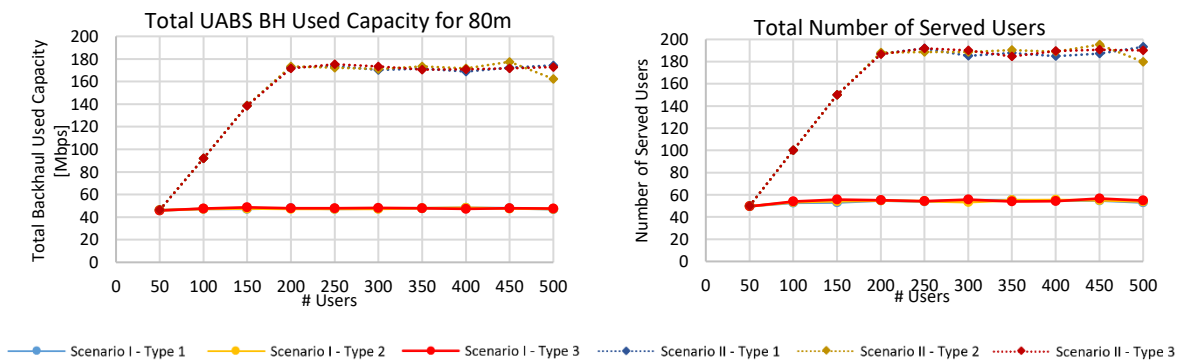 Total UABS BH Used Capacity for 80m
Total Backhaul Used Capacity
[Mbps]
200
180
160
140
120
100
80
60
40
20
0
0 50 100 150 200 250 300 350 400 450 500
# Users
Total Number of Served Users
Number of Served Users
200
180
160
140
120
100
80
60
40
20
0
0 50 100 150 200 250 300 350 400 450 500
# Users
Scenario I - Type 1 Scenario I - Type 2 Scenario I - Type 3 Scenario II - Type 1 Scenario II - Type 2 Scenario II - Type 3